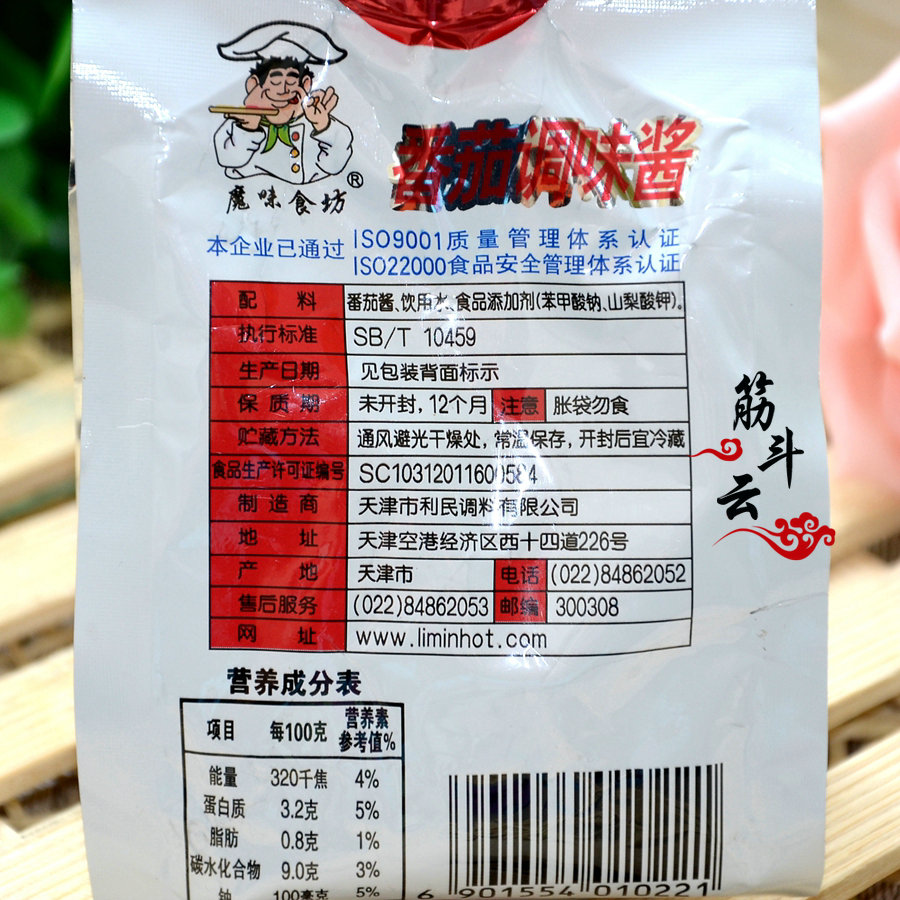 魔味食坊®
番茄调味酱
本企业已通过 ISO9001质量管理体系认证
ISO22000食品安全管理体系认证
配料 番茄酱、饮用水、食品添加剂(苯甲酸钠、山梨酸钾)。
执行标准 SB/T 10459
生产日期 见包装背面标示
保质期 未开封,12个月 注意 胀袋勿食
贮藏方法 通风避光干燥处,常温保存,开封后宜冷藏
食品生产许可证编号 SC10312011600584
制造商 天津市利民调料有限公司
地址 天津空港经济区西十四道226号
产地 天津市 电话 (022)84862052
售后服务 (022)84862053 邮编 300308
网址 www.liminhot.com
筋斗云
营养成分表
项目 每100克 营养素参考值%
能量 320千焦 4%
蛋白质 3.2克 5%
脂肪 0.8克 1%
碳水化合物 9.0克 3%
钠 100毫克 5%
6 901554 010221